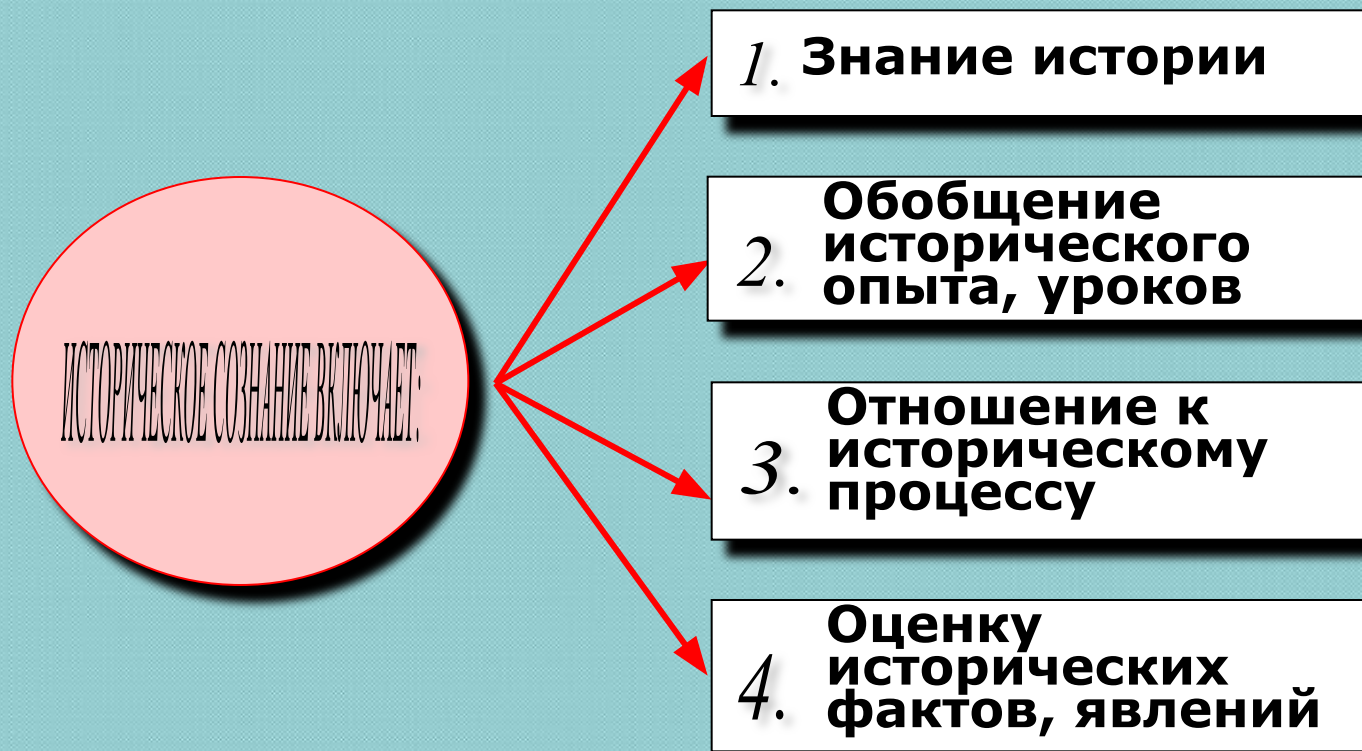 ИСТОРИЧЕСКОЕ СОЗНАНИЕ ВКЛЮЧАЕТ:
1. Знание истории
2. Обобщение
исторического
опыта, уроков
3. Отношение к
историческому
процессу
4. Оценку
исторических
фактов, явлений